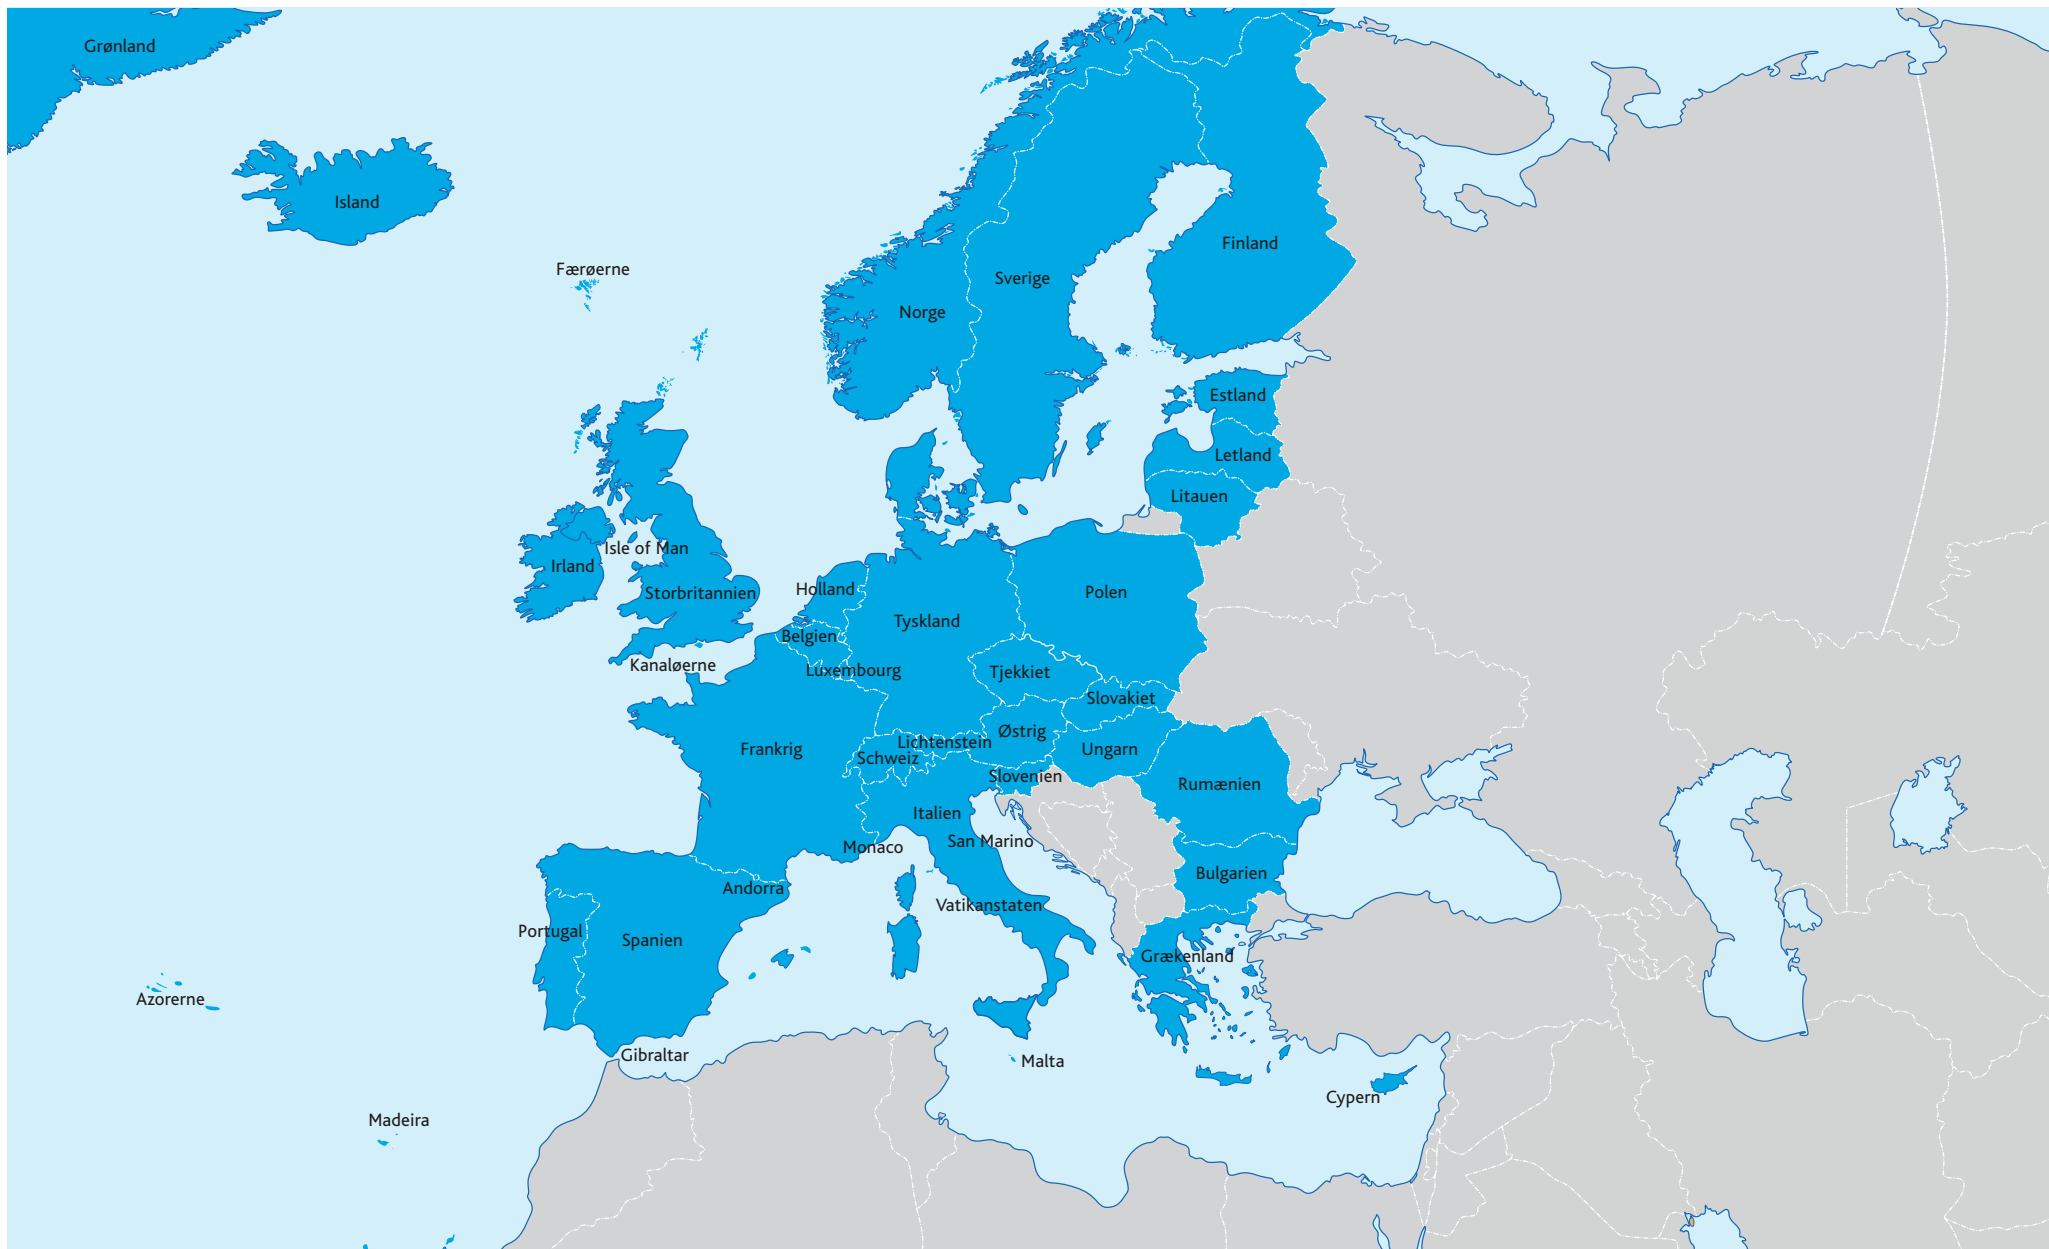 Grønland
Island
Færøerne
Finland
Sverige
Norge
Estland
Letland
Litauen
Isle of Man
Irland
Holland
Storbritannien
Polen
Tyskland
Belgien
Kanaløerne
Luxembourg
Tjekkiet
Slovakiet
Østrig
Lichtenstein
Frankrig
Ungarn
Schweiz
Slovenien
Rumænien
Italien
San Marino
Monaco
Bulgarien
Andorra
Vatikanstaten
Portugal
Spanien
Grækenland
Azorerne
Gibraltar
Malta
Cypern
Madeira